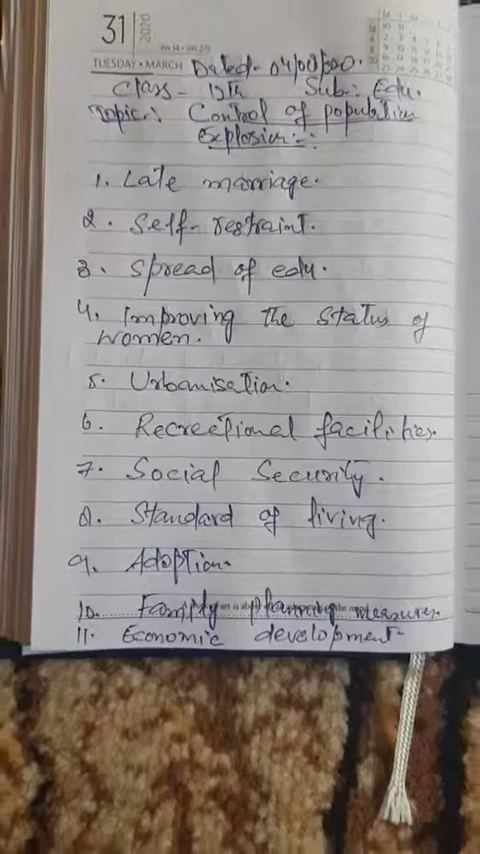 31
2020
TUESDAY • MARCH Dated- 04/08/2020.
Class- 12th Sub:- Edu.
Topic:- Control of population
Explosion:-
1. Late marriage.
2. Self-restraint.
3. Spread of edu.
4. Improving the status of
women.
5. Urbanisation.
6. Recreational facilities.
7. Social Security.
8. Standard of living.
9. Adoption.
10. Family planning measures.
11. Economic development